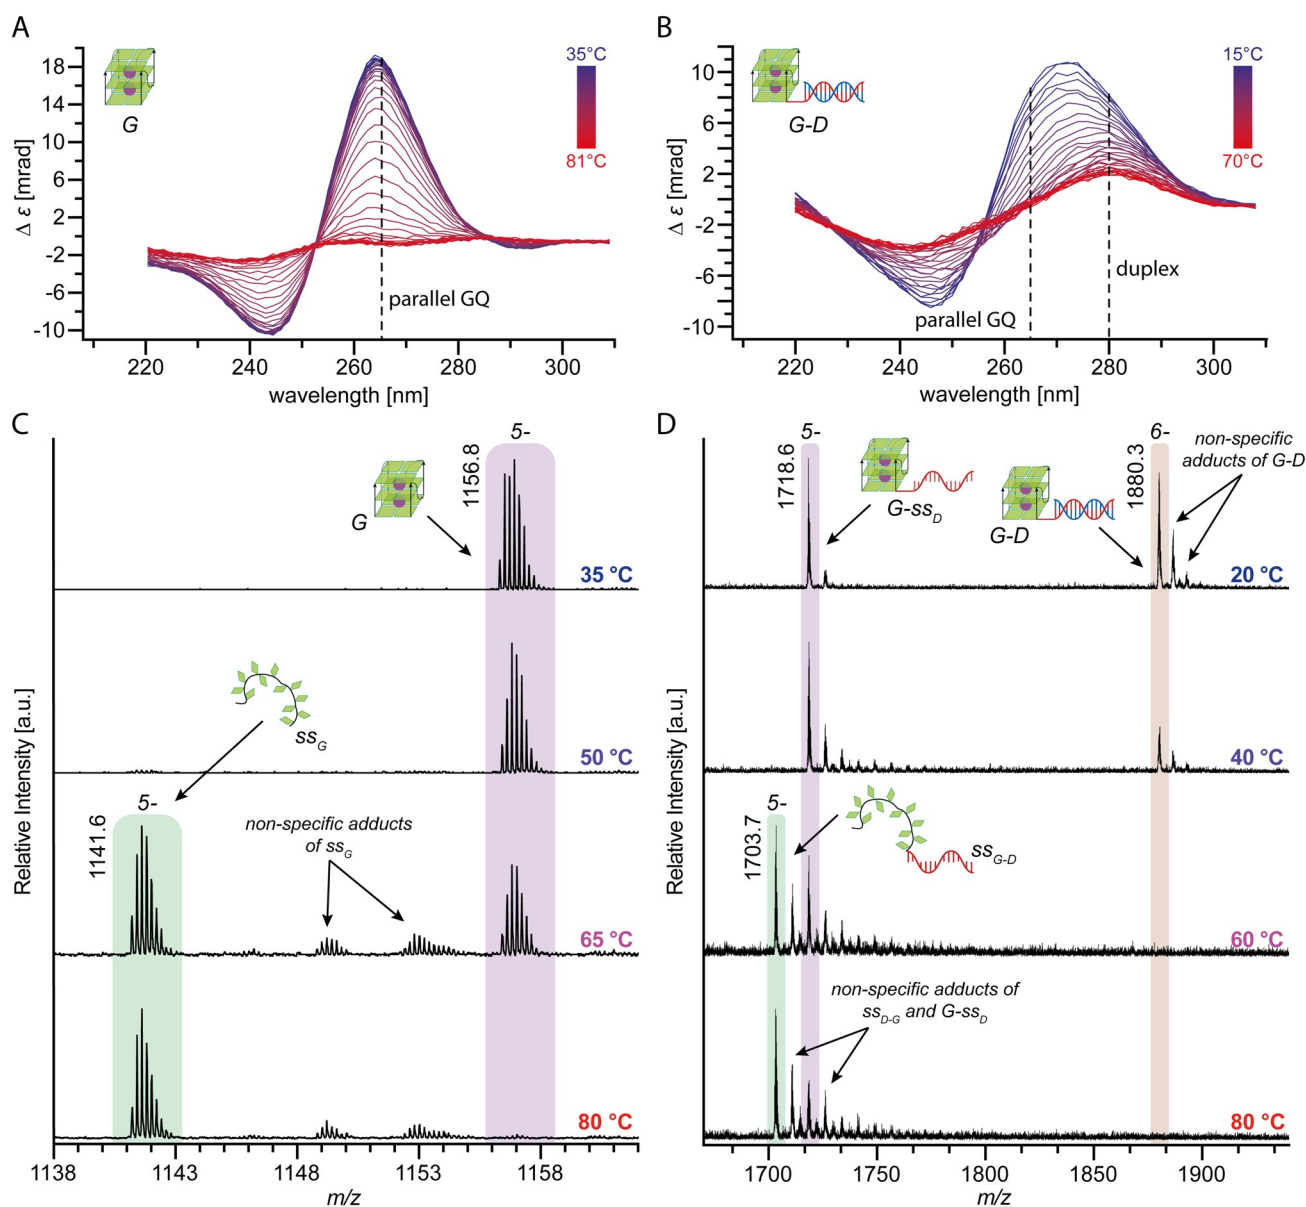 A
18
14
10
6
2
-2
-6
-10
Δ ε [mrad]
G
35°C
81°C
parallel GQ
220 240 260 280 300
wavelength [nm]
B
10
6
2
-2
-6
-10
Δ ε [mrad]
G-D
15°C
70°C
parallel GQ
duplex
220 240 260 280 300
wavelength [nm]
C
Relative Intensity [a.u.]
5-
1156.8
G
35 °C
ssG
50 °C
5-
1141.6
non-specific adducts
of ssG
65 °C
80 °C
1138 1143 1148 1153 1158
m/z
D
Relative Intensity [a.u.]
5-
1718.6
G-ssD
6-
1880.3
G-D
non-specific
adducts of G-D
20 °C
40 °C
5-
1703.7
ssG-D
60 °C
non-specific adducts of
ssD-G and G-ssD
80 °C
1700 1750 1800 1850 1900
m/z